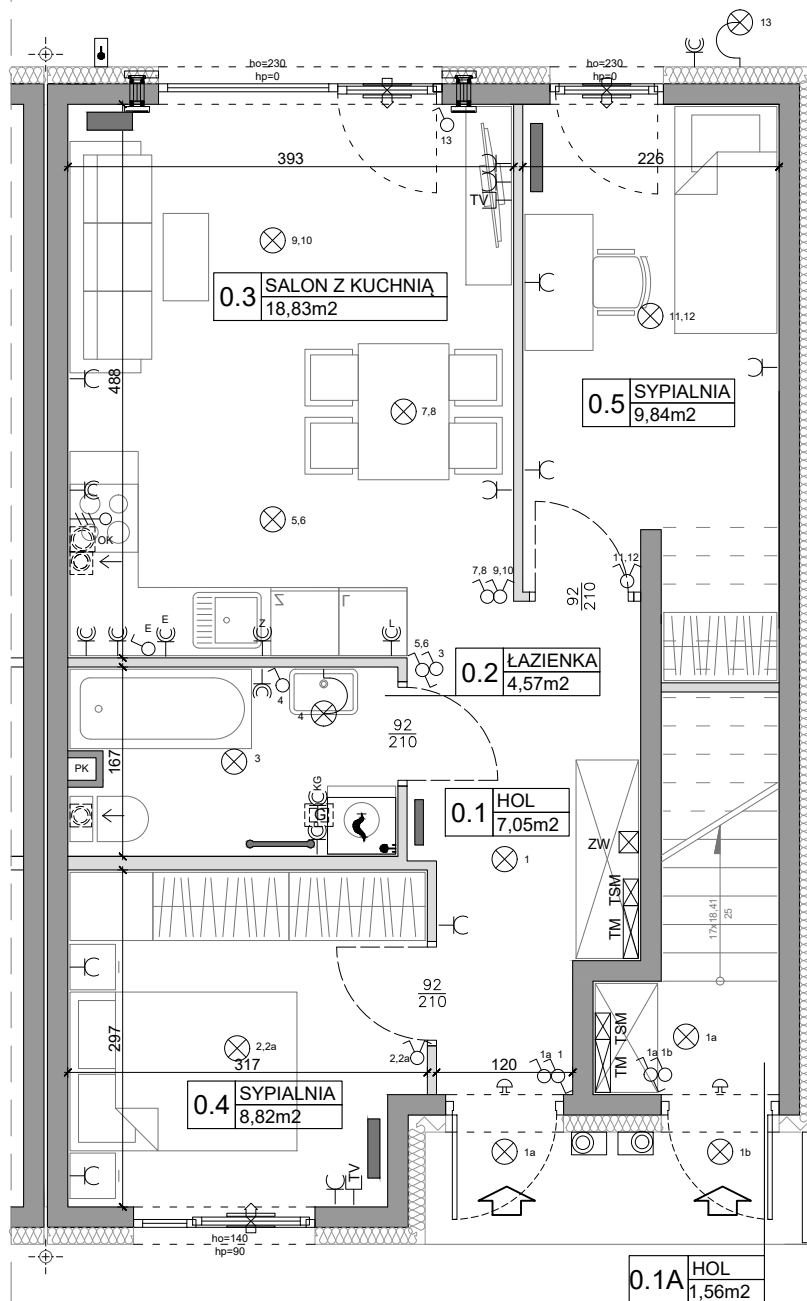 13
ho=230
hp=0
ho=230
hp=0
13
393
226
TV
9,10
0.3 SALON Z KUCHNIĄ
18,83m2
11,12
488
0.5 SYPIALNIA
9,84m2
7,8
5,6
OK
7,8 9,10
11,12
92
210
E
E
Z
L
5,6
3
0.2 ŁAZIENKA
4,57m2
4
4
92
210
3
PK
167
KG
G
P
0.1 HOL
7,05m2
ZW
1
TM TSM
17x18,41
25
92
210
297
2,2a
1a
317
2,2a
120
1a 1
1a 1b
TM TSM
0.4 SYPIALNIA
8,82m2
TV
1a
1b
ho=140
hp=90
0.1A HOL
1,56m2